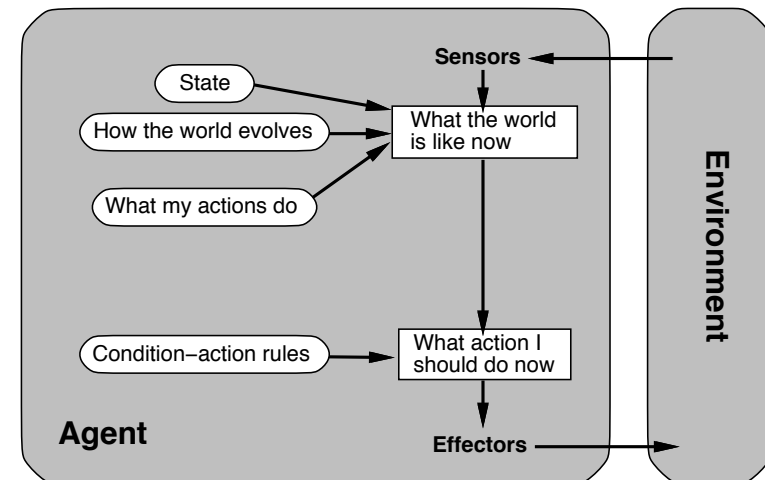 Sensors
State
What the world
is like now
How the world evolves
What my actions do
Condition−action rules
What action I
should do now
Agent
Effectors
Environment